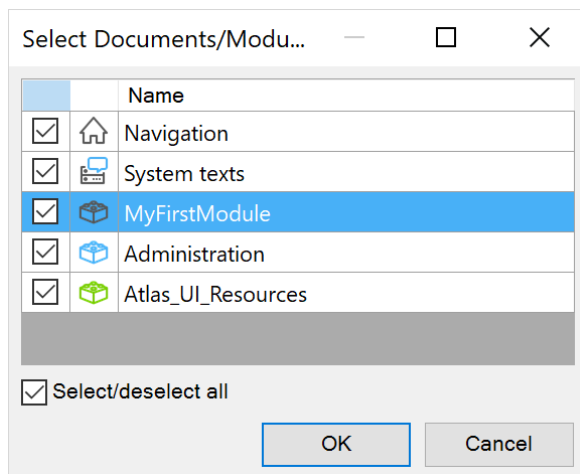 Select Documents/Modu...
Name
Navigation
System texts
MyFirstModule
Administration
Atlas_UI_Resources
Select/deselect all
OK Cancel